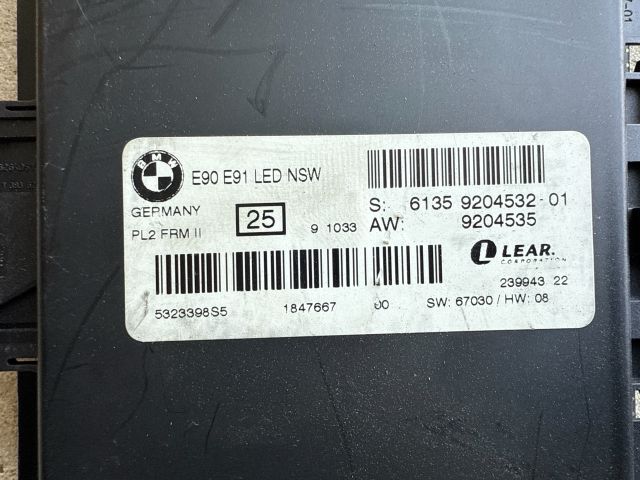 BMW
E90 E91 LED NSW
GERMANY
PL2 FRM II
25
9 1033
S: 6135 9204532-01
AW: 9204535
LEAR.
CORPORATION
239943 22
5323398S5
1847667
00
SW: 67030 / HW: 08